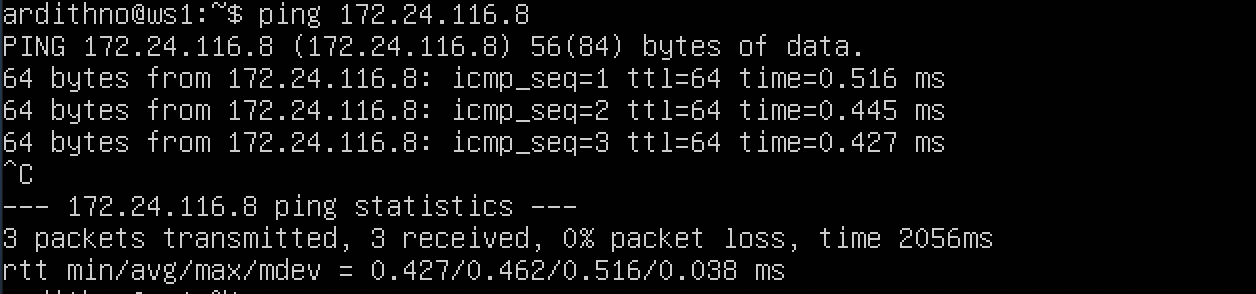 ardithno@ws1:~$ ping 172.24.116.8
PING 172.24.116.8 (172.24.116.8) 56(84) bytes of data.
64 bytes from 172.24.116.8: icmp_seq=1 ttl=64 time=0.516 ms
64 bytes from 172.24.116.8: icmp_seq=2 ttl=64 time=0.445 ms
64 bytes from 172.24.116.8: icmp_seq=3 ttl=64 time=0.427 ms
^C
--- 172.24.116.8 ping statistics ---
3 packets transmitted, 3 received, 0% packet loss, time 2056ms
rtt min/avg/max/mdev = 0.427/0.462/0.516/0.038 ms